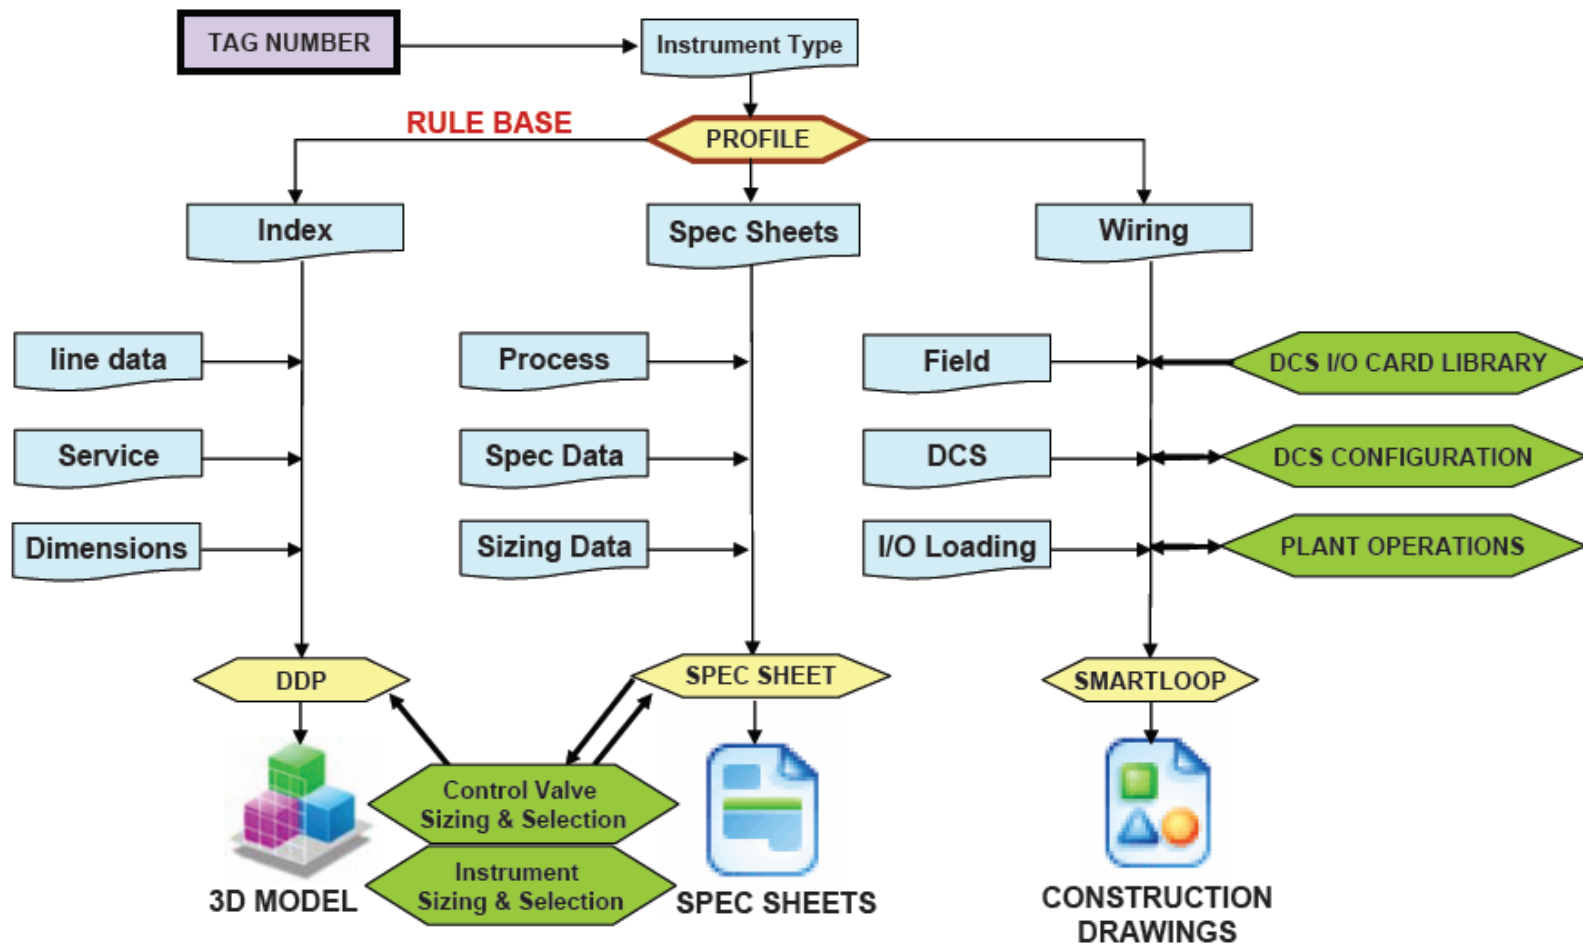 TAG NUMBER
Instrument Type
RULE BASE
PROFILE
Index
Spec Sheets
Wiring
line data
Process
Field
DCS I/O CARD LIBRARY
Service
Spec Data
DCS
DCS CONFIGURATION
Dimensions
Sizing Data
I/O Loading
PLANT OPERATIONS
DDP
SPEC SHEET
SMARTLOOP
Control Valve
Sizing & Selection
Instrument
Sizing & Selection
3D MODEL
SPEC SHEETS
CONSTRUCTION
DRAWINGS